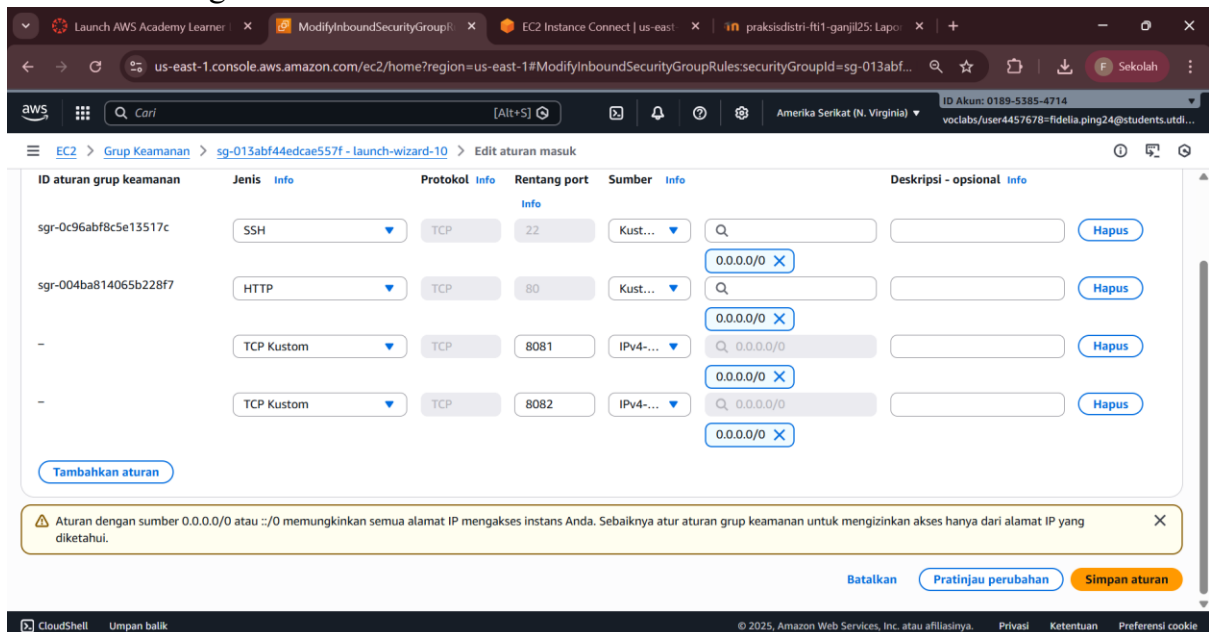 Launch AWS Academy Learner
ModifyInboundSecurityGroupR
EC2 Instance Connect | us-east-
praksisdistri-fti1-ganjil25: Lapor
us-east-1.console.aws.amazon.com/ec2/home?region=us-east-1#ModifyInboundSecurityGroupRules:securityGroupId=sg-013abf...
F Sekolah
aws
Cari
[Alt+S]
Amerika Serikat (N. Virginia)
ID Akun: 0189-5385-4714
voclabs/user4457678=fidelia.ping24@students.utdi...
EC2 > Grup Keamanan > sg-013abf44edcae557f - launch-wizard-10 > Edit aturan masuk
ID aturan grup keamanan Jenis Info Protokol Info Rentang port Sumber Info Deskripsi - opsional Info
Info
sgr-0c96abf8c5e13517c SSH TCP 22 Kust... Hapus
0.0.0.0/0
sgr-004ba814065b228f7 HTTP TCP 80 Kust... Hapus
0.0.0.0/0
– TCP Kustom TCP 8081 IPv4-... 0.0.0.0/0 Hapus
0.0.0.0/0
– TCP Kustom TCP 8082 IPv4-... 0.0.0.0/0 Hapus
0.0.0.0/0
Tambahkan aturan
Aturan dengan sumber 0.0.0.0/0 atau ::/0 memungkinkan semua alamat IP mengakses instans Anda. Sebaiknya atur aturan grup keamanan untuk mengizinkan akses hanya dari alamat IP yang
diketahui.
Batalkan Pratinjau perubahan Simpan aturan
CloudShell Umpan balik © 2025, Amazon Web Services, Inc. atau afiliasinya. Privasi Ketentuan Preferensi cookie